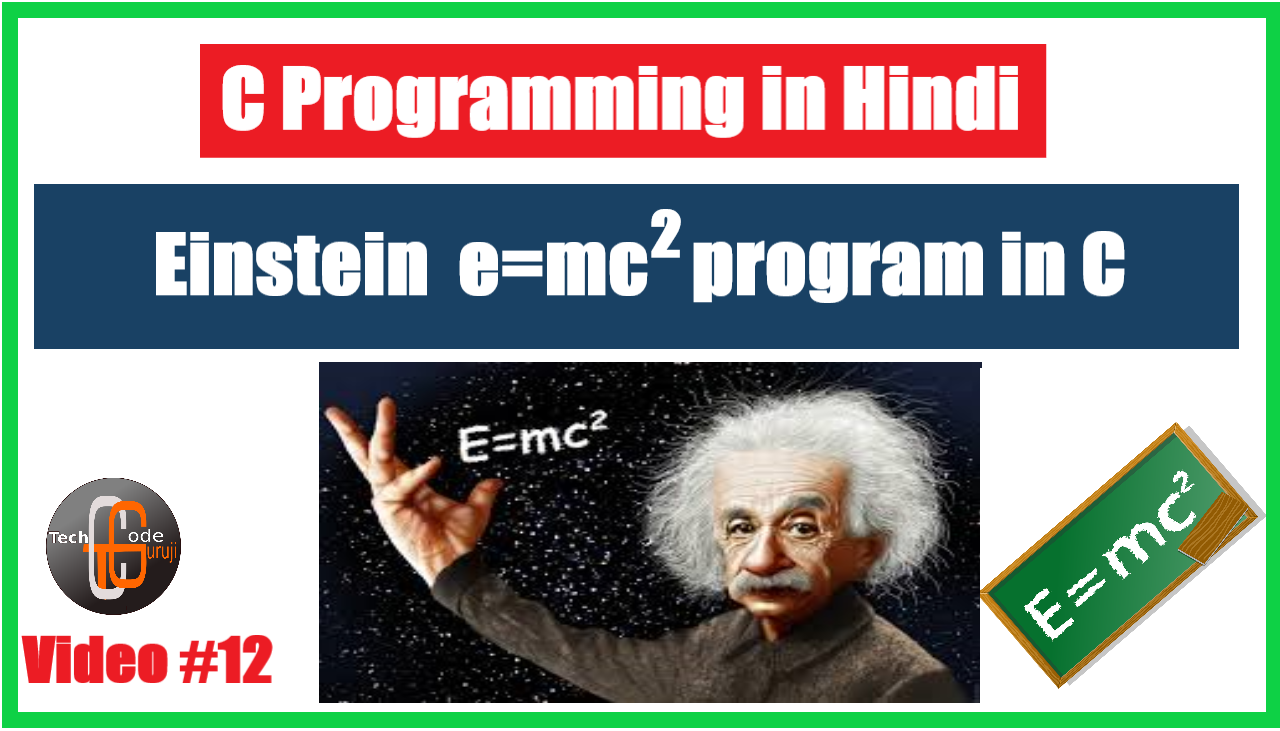 C Programming in Hindi
Einstein e=mc² program in C
E=mc²
E=mc²
Tech Code
Guruji
Video #12